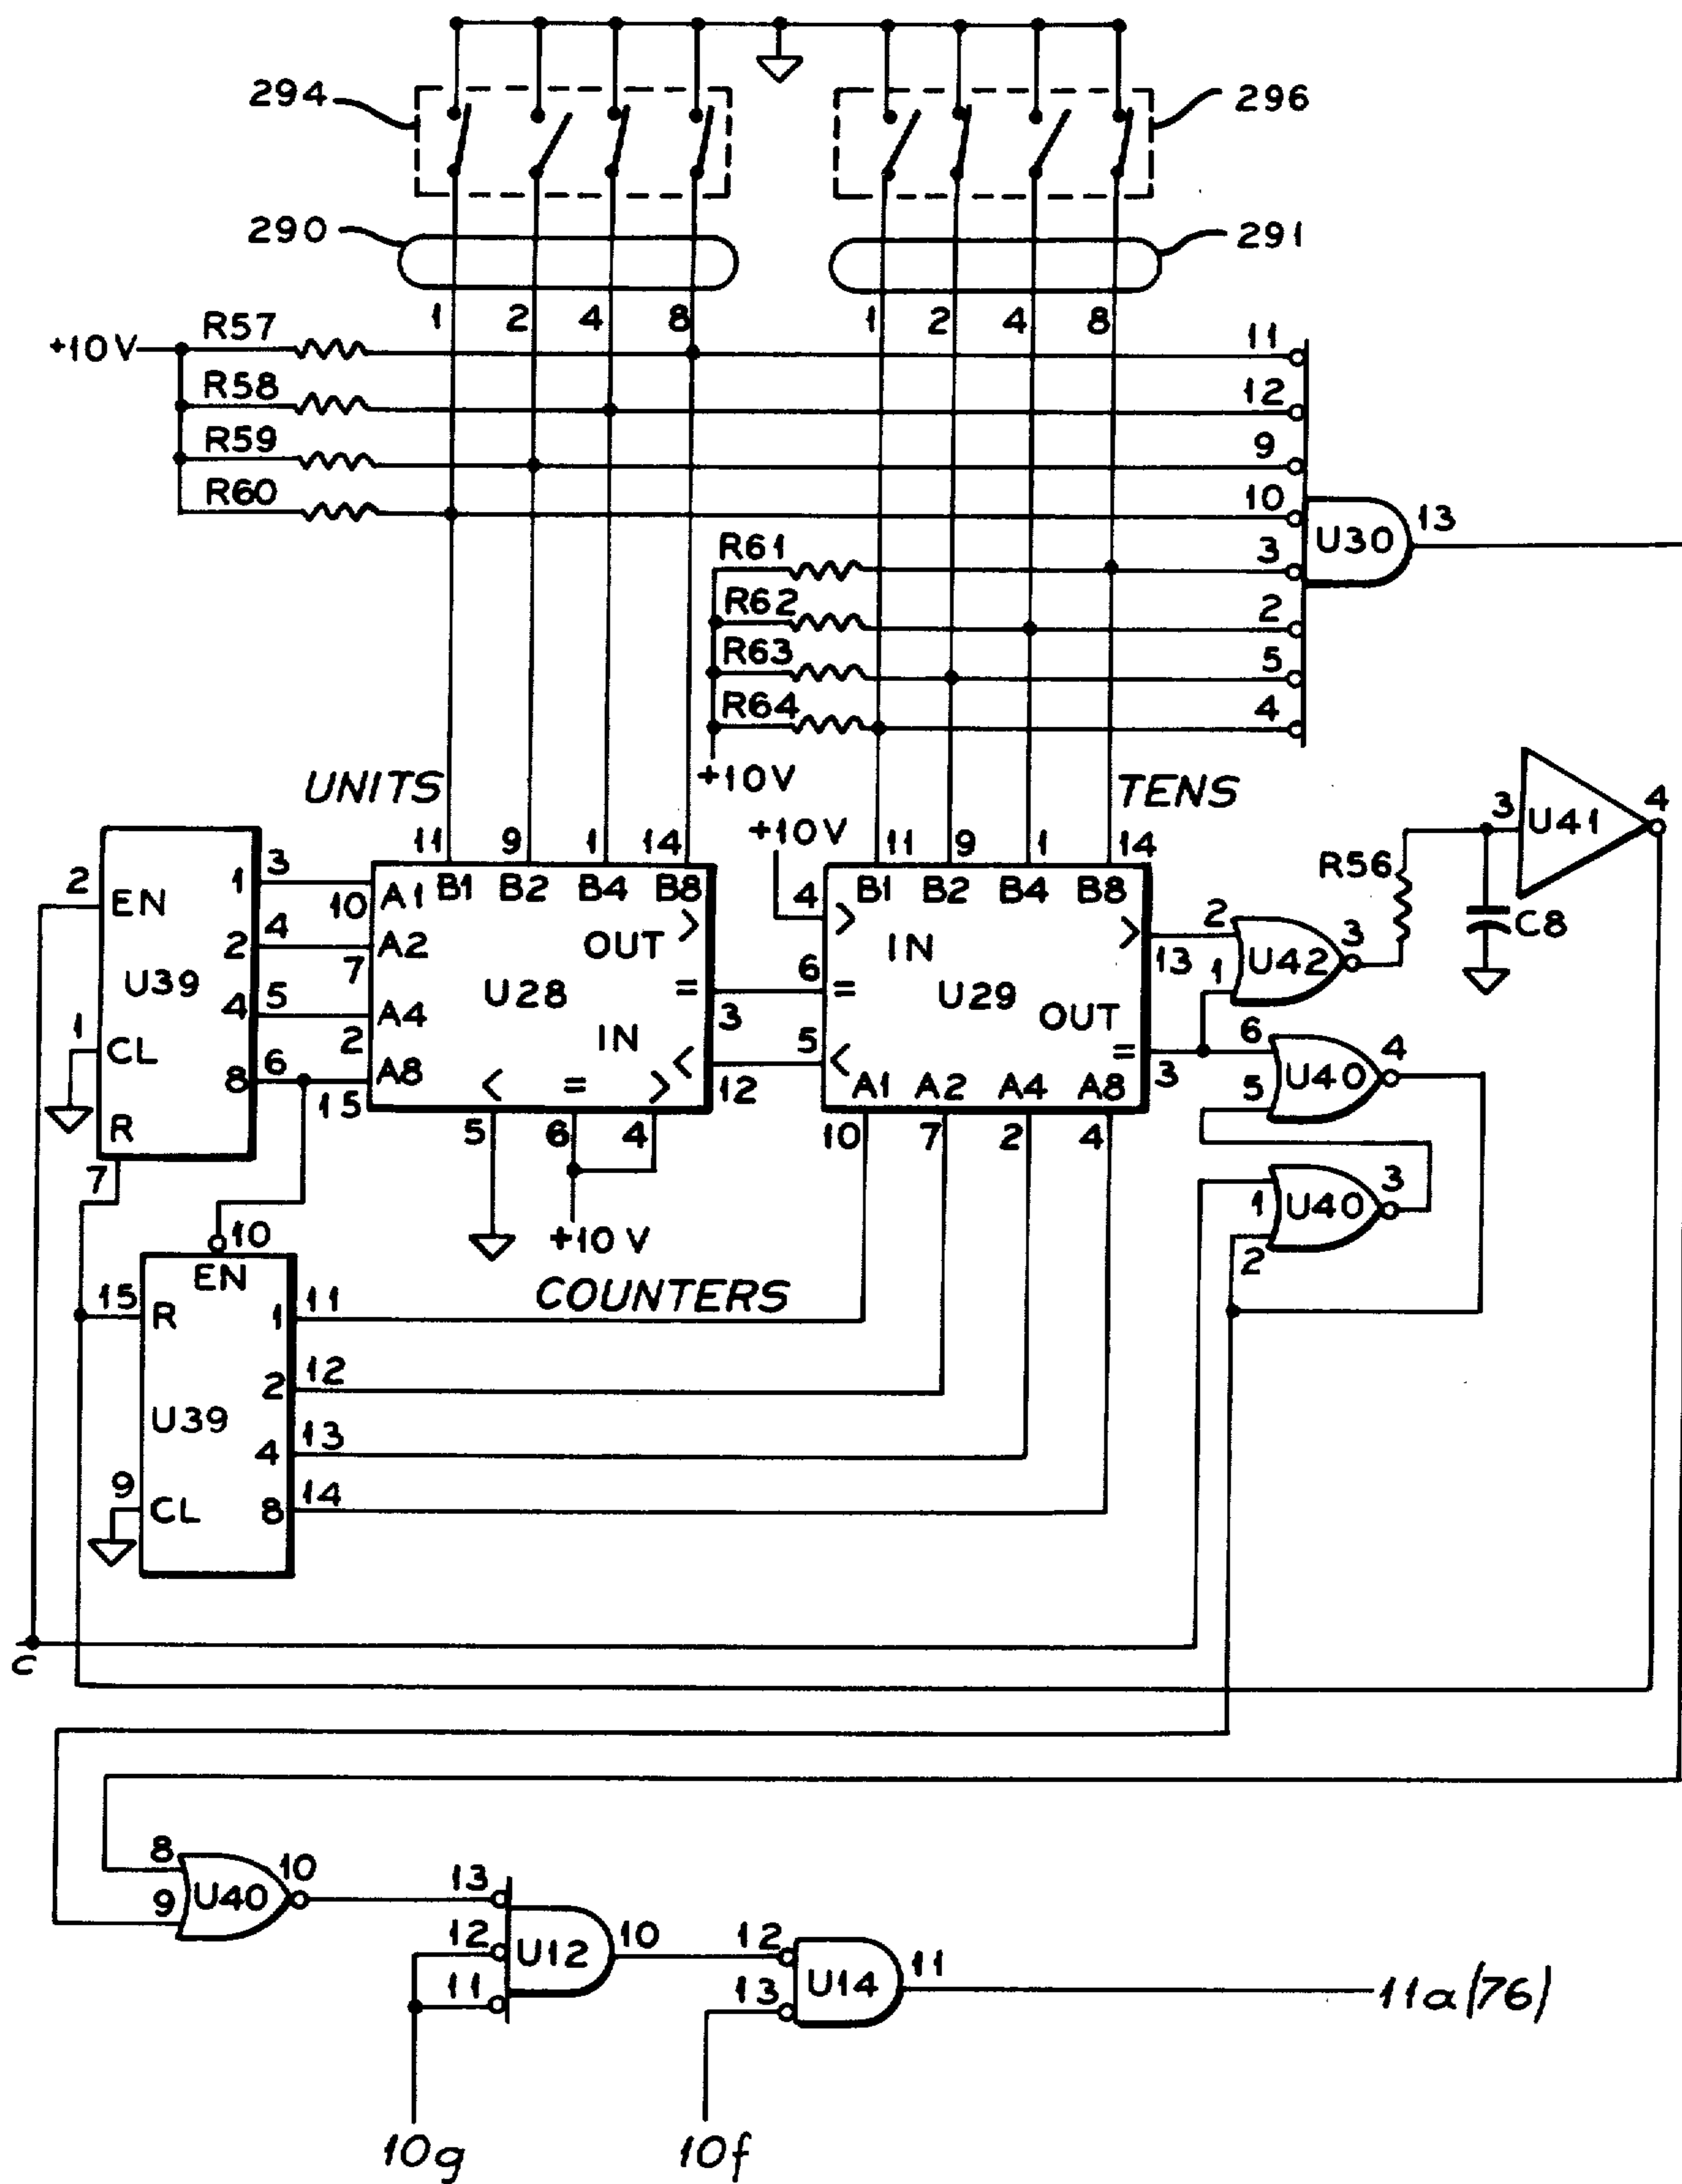 294
296
290
291
1 2 4 8
1 2 4 8
+10V
R57
11
R58
12
R59
9
R60
10
U30
13
R61
3
R62
2
R63
5
R64
4
+10V
UNITS
TENS
+10V
3
U41
4
11 9 1 14
11 9 1 14
R56
C8
2
EN
1
3
10
A1 B1 B2 B4 B8
4
B1 B2 B4 B8
>
OUT
>
IN
>
2
3
2
4
7
A2
U39
U28
=
6
=
U29
13
1
U42
4
5
2
A4
3
OUT
1
CL
IN
<
5
<
=
6
4
8
6
15
A8
< = >
12
A1 A2 A4 A8
3
5
U40
R
5 6 4
10 7 2 4
7
1
U40
3
2
10
+10V
EN
15
R
1
11
COUNTERS
2
12
U39
4
13
9
CL
8
14
c
8
10
9
U40
13
12
U12
10
12
11
13
U14
11
11a(76)
10g
10f